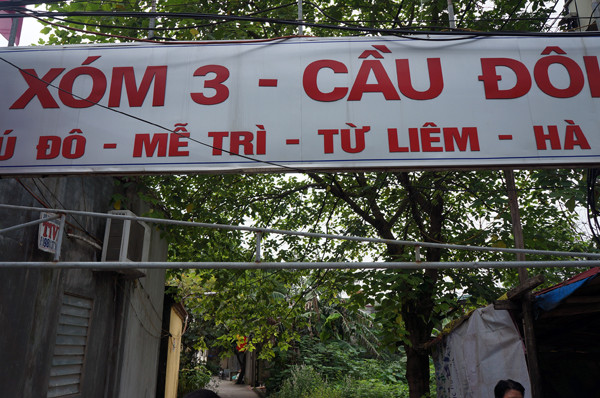 XÓM 3 - CẦU ĐÔI
Ú ĐÔ - MỄ TRÌ - TỪ LIÊM - HÀ